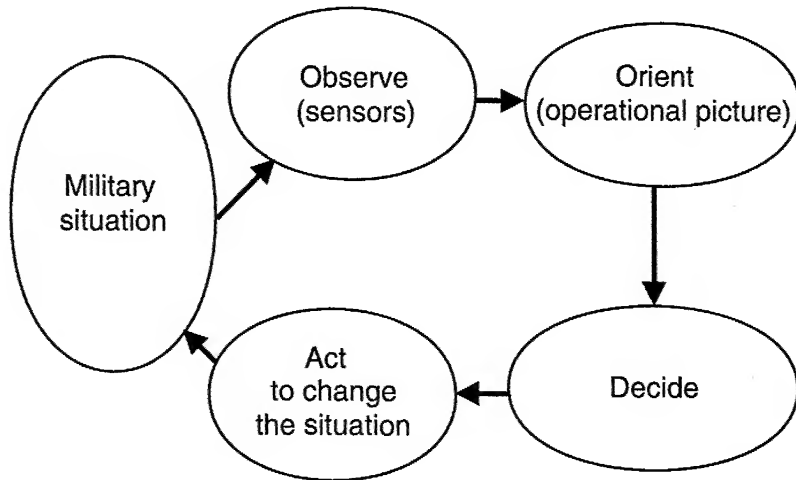 Military
situation
Observe
(sensors)
Orient
(operational picture)
Decide
Act
to change
the situation